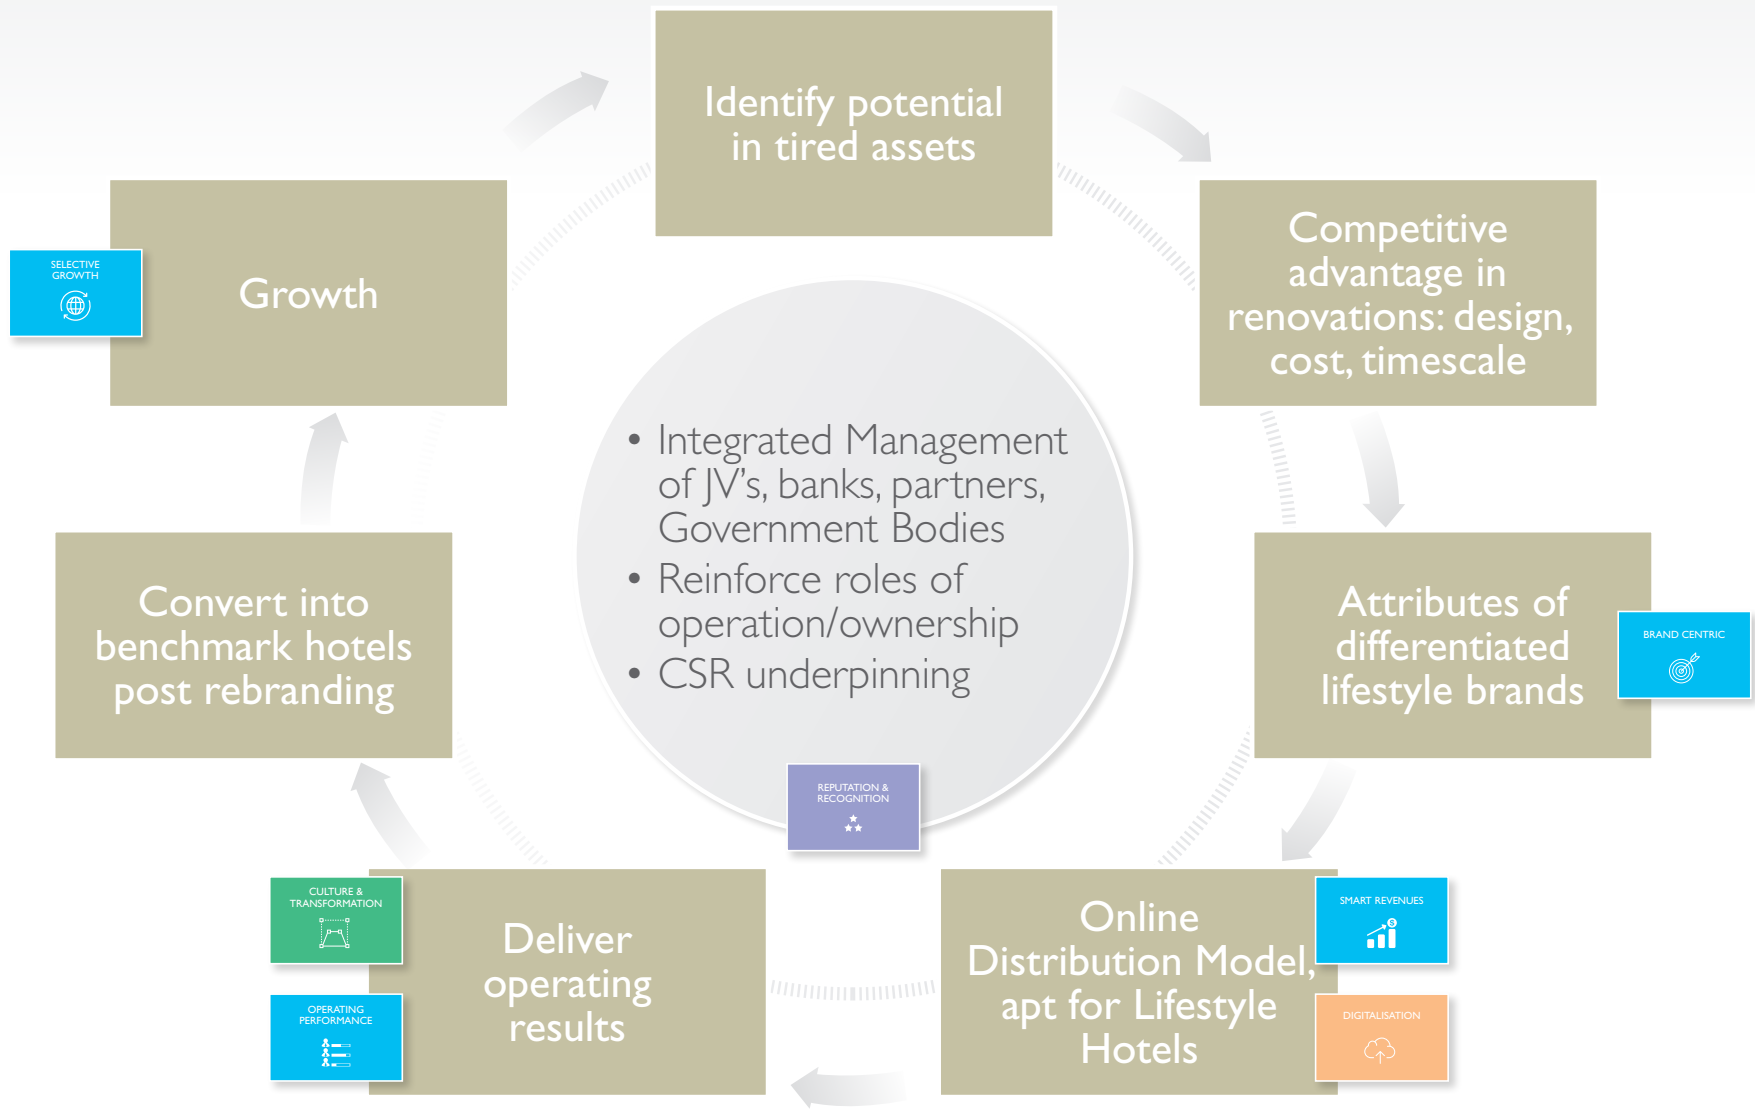 Identify potential
in tired assets
Competitive
advantage in
renovations: design,
cost, timescale
Attributes of
differentiated
lifestyle brands
BRAND CENTRIC
Online
Distribution Model,
apt for Lifestyle
Hotels
SMART REVENUES
$
DIGITALISATION
Deliver
operating
results
CULTURE &
TRANSFORMATION
OPERATING
PERFORMANCE
Convert into
benchmark hotels
post rebranding
Growth
SELECTIVE
GROWTH
• Integrated Management
of JV's, banks, partners,
Government Bodies
• Reinforce roles of
operation/ownership
• CSR underpinning
REPUTATION &
RECOGNITION